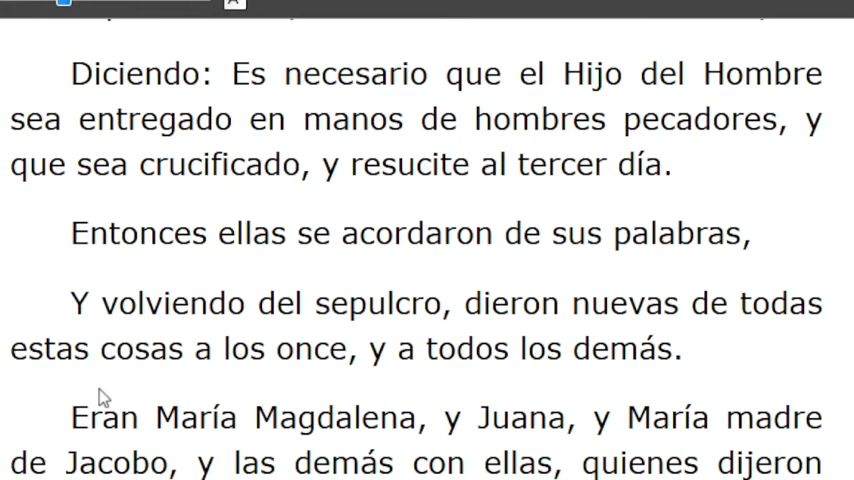 Diciendo: Es necesario que el Hijo del Hombre
sea entregado en manos de hombres pecadores, y
que sea crucificado, y resucite al tercer día.
Entonces ellas se acordaron de sus palabras,
Y volviendo del sepulcro, dieron nuevas de todas
estas cosas a los once, y a todos los demás.
Eran María Magdalena, y Juana, y María madre
de Jacobo, y las demás con ellas, quienes dijeron